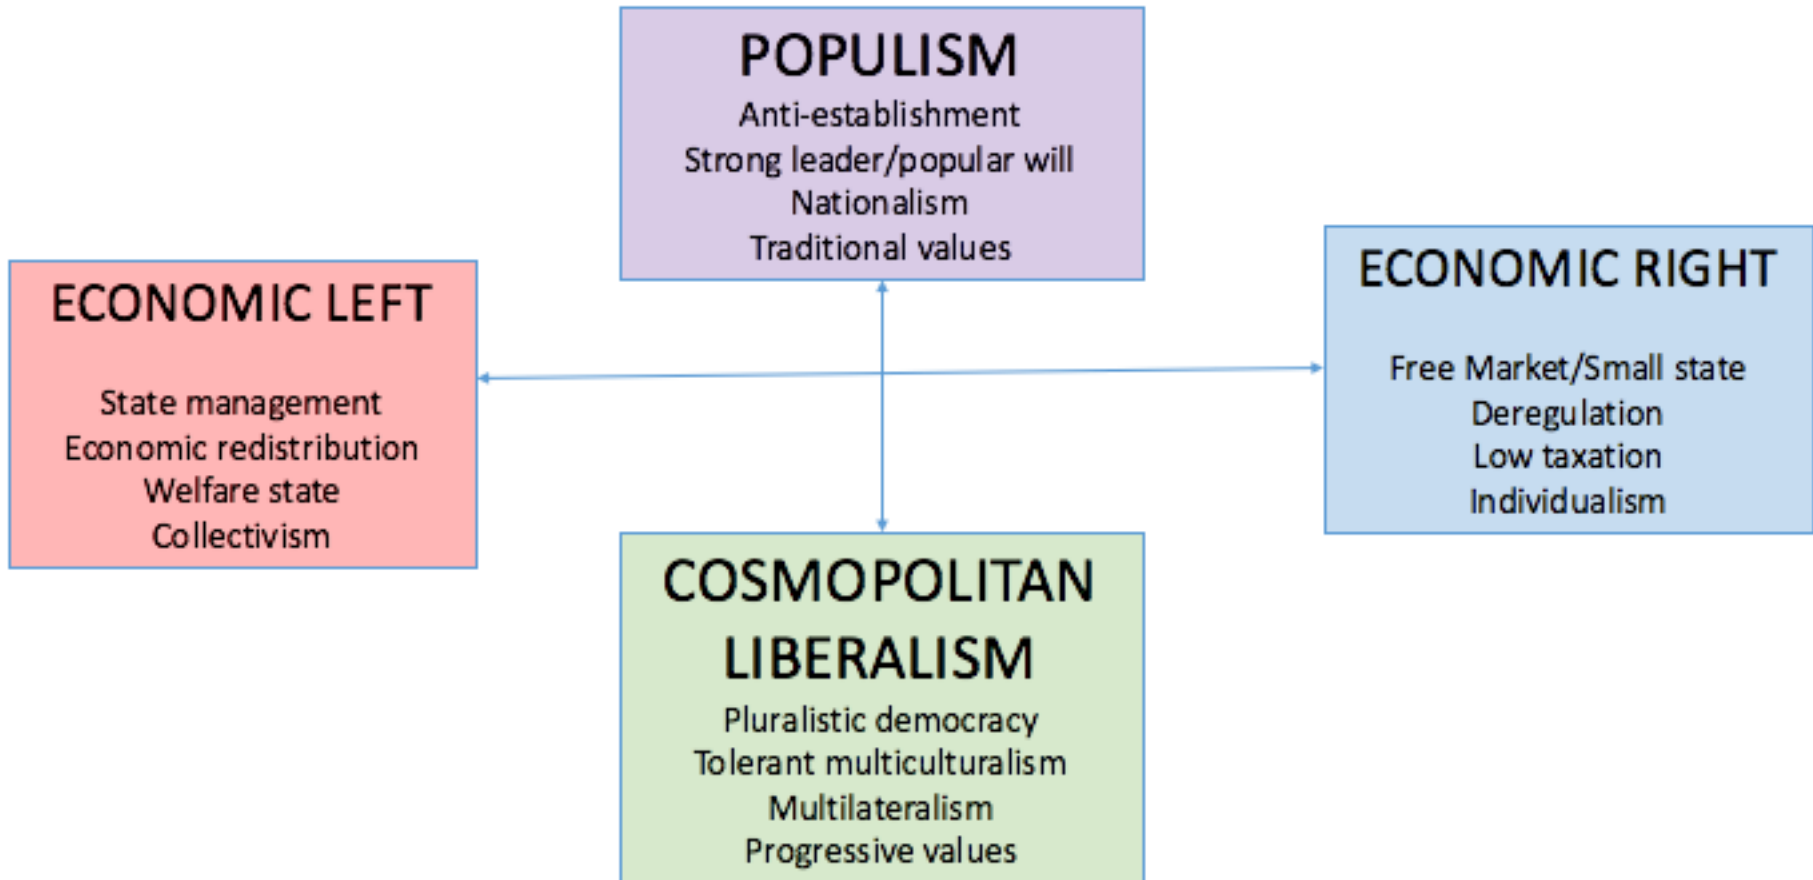 POPULISM
Anti-establishment
Strong leader/popular will
Nationalism
Traditional values
ECONOMIC LEFT
State management
Economic redistribution
Welfare state
Collectivism
ECONOMIC RIGHT
Free Market/Small state
Deregulation
Low taxation
Individualism
COSMOPOLITAN
LIBERALISM
Pluralistic democracy
Tolerant multiculturalism
Multilateralism
Progressive values